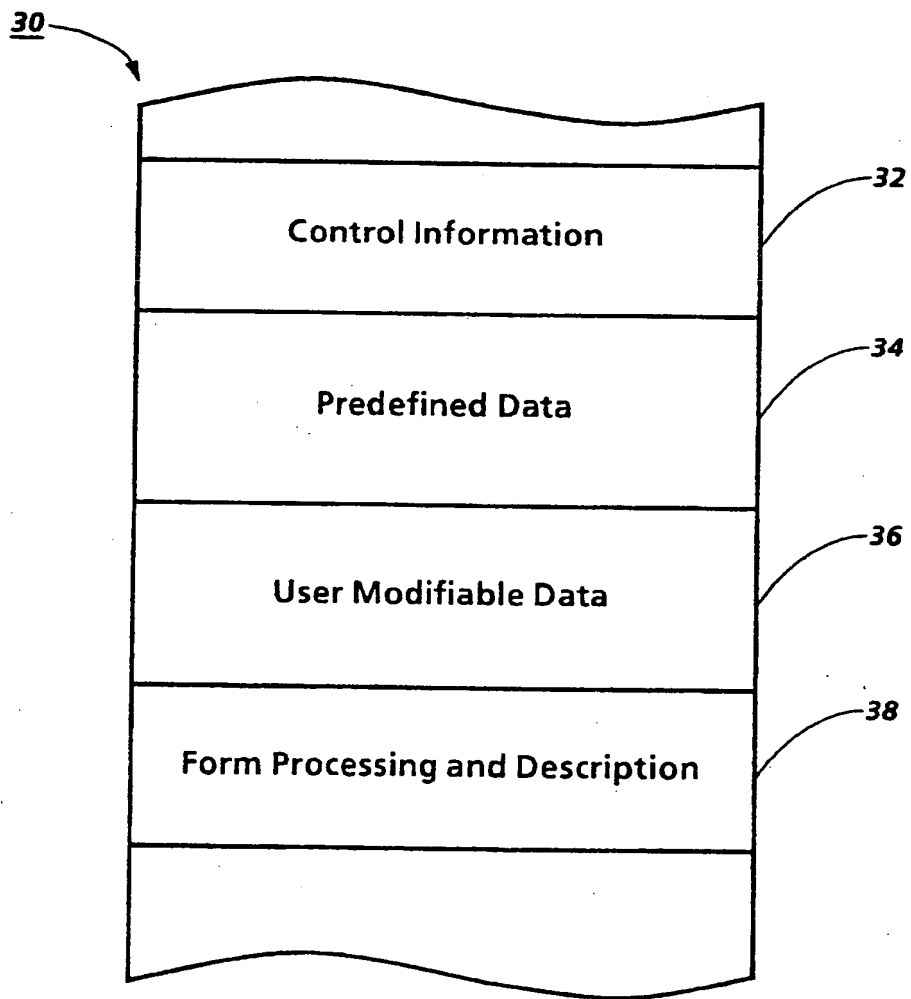 30
32
Control Information
34
Predefined Data
36
User Modifiable Data
38
Form Processing and Description